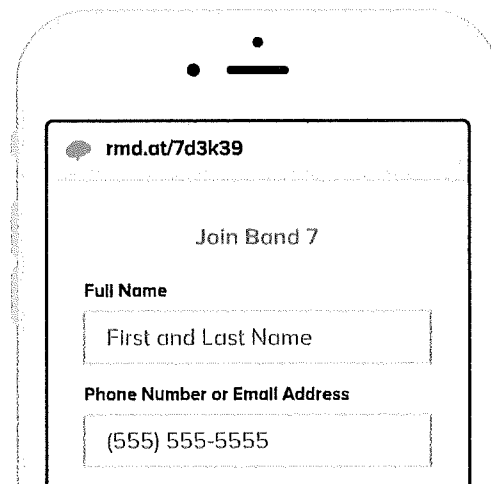 rmd.at/7d3k39
Join Band 7
Full Name
First and Last Name
Phone Number or Email Address
(555) 555-5555